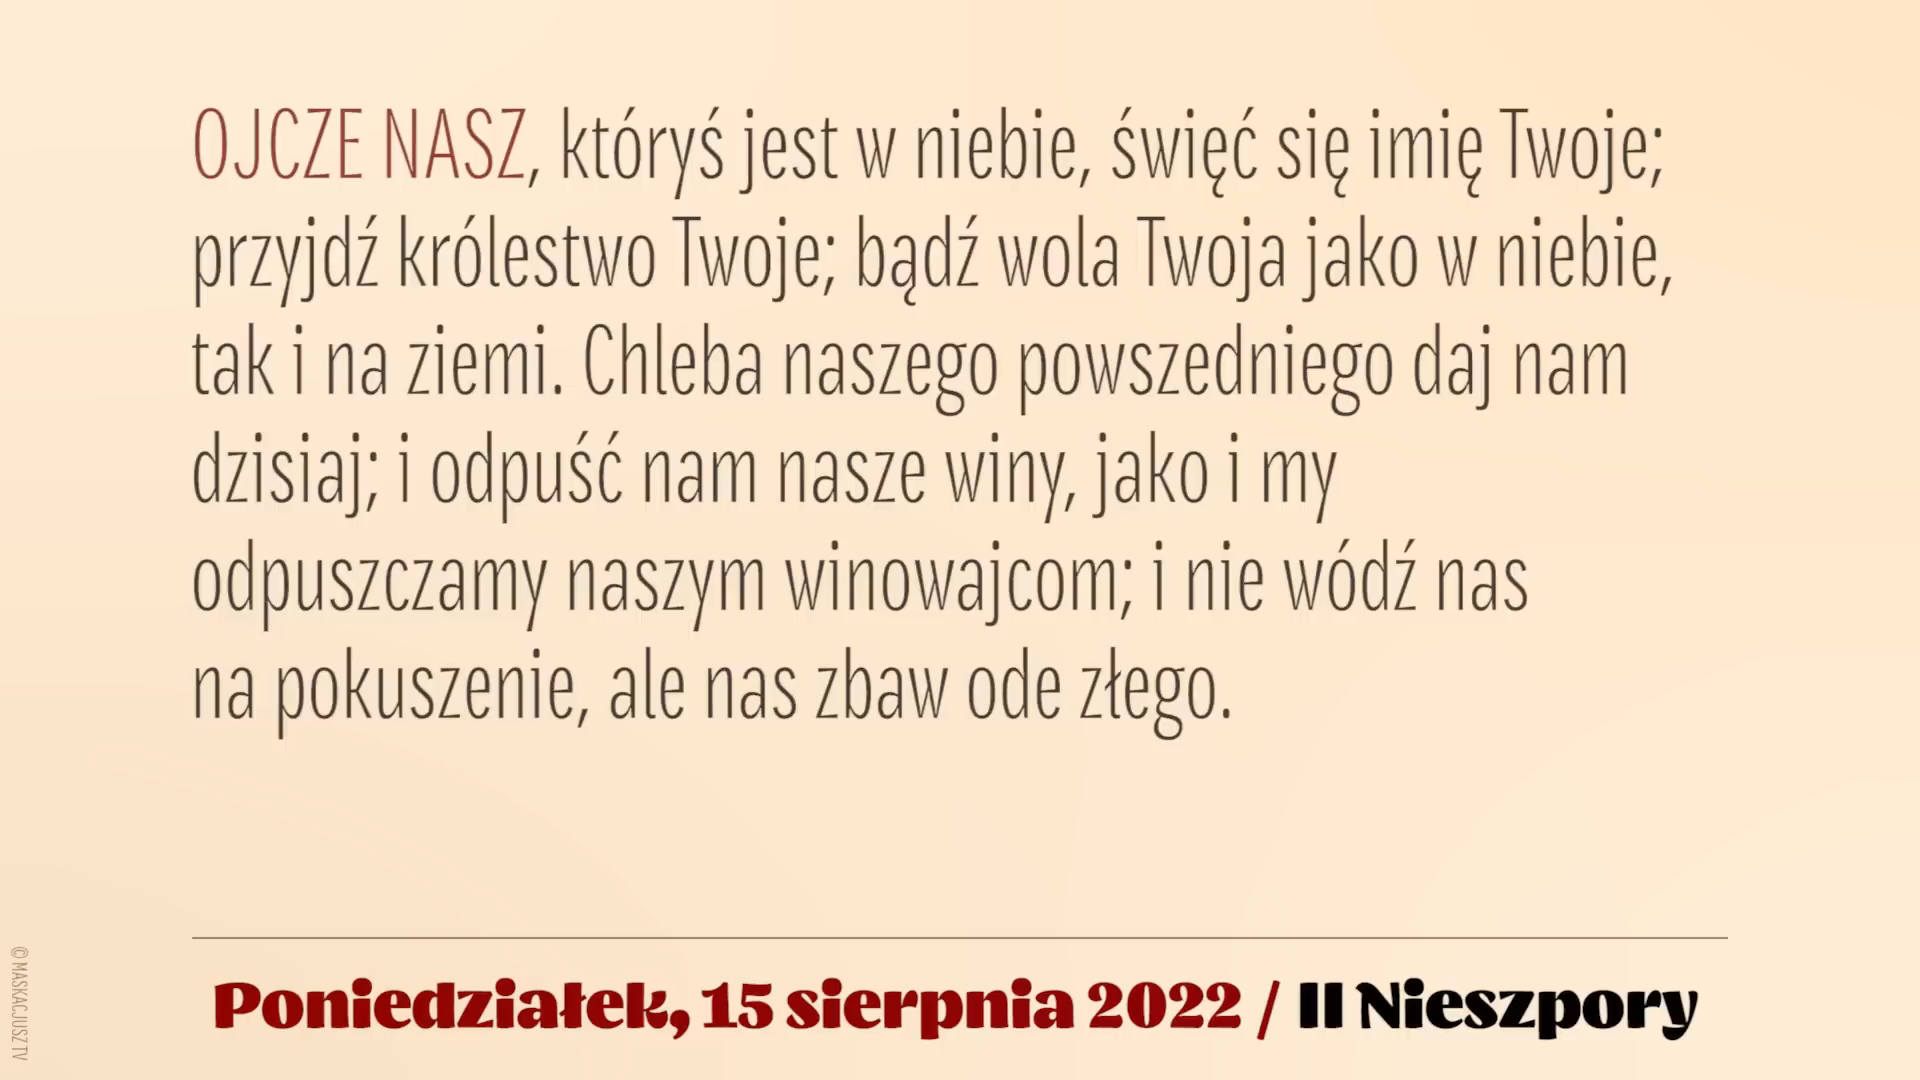 OJCZE NASZ, któryś jest w niebie, święć się imię Twoje;
przyjdź królestwo Twoje; bądź wola Twoja jako w niebie,
tak i na ziemi. Chleba naszego powszedniego daj nam
dzisiaj; i odpuść nam nasze winy, jako i my
odpuszczamy naszym winowajcom; i nie wódź nas
na pokuszenie, ale nas zbaw ode złego.
Poniedziałek, 15 sierpnia 2022 / II Nieszpory
© MASKACJUSZ TV